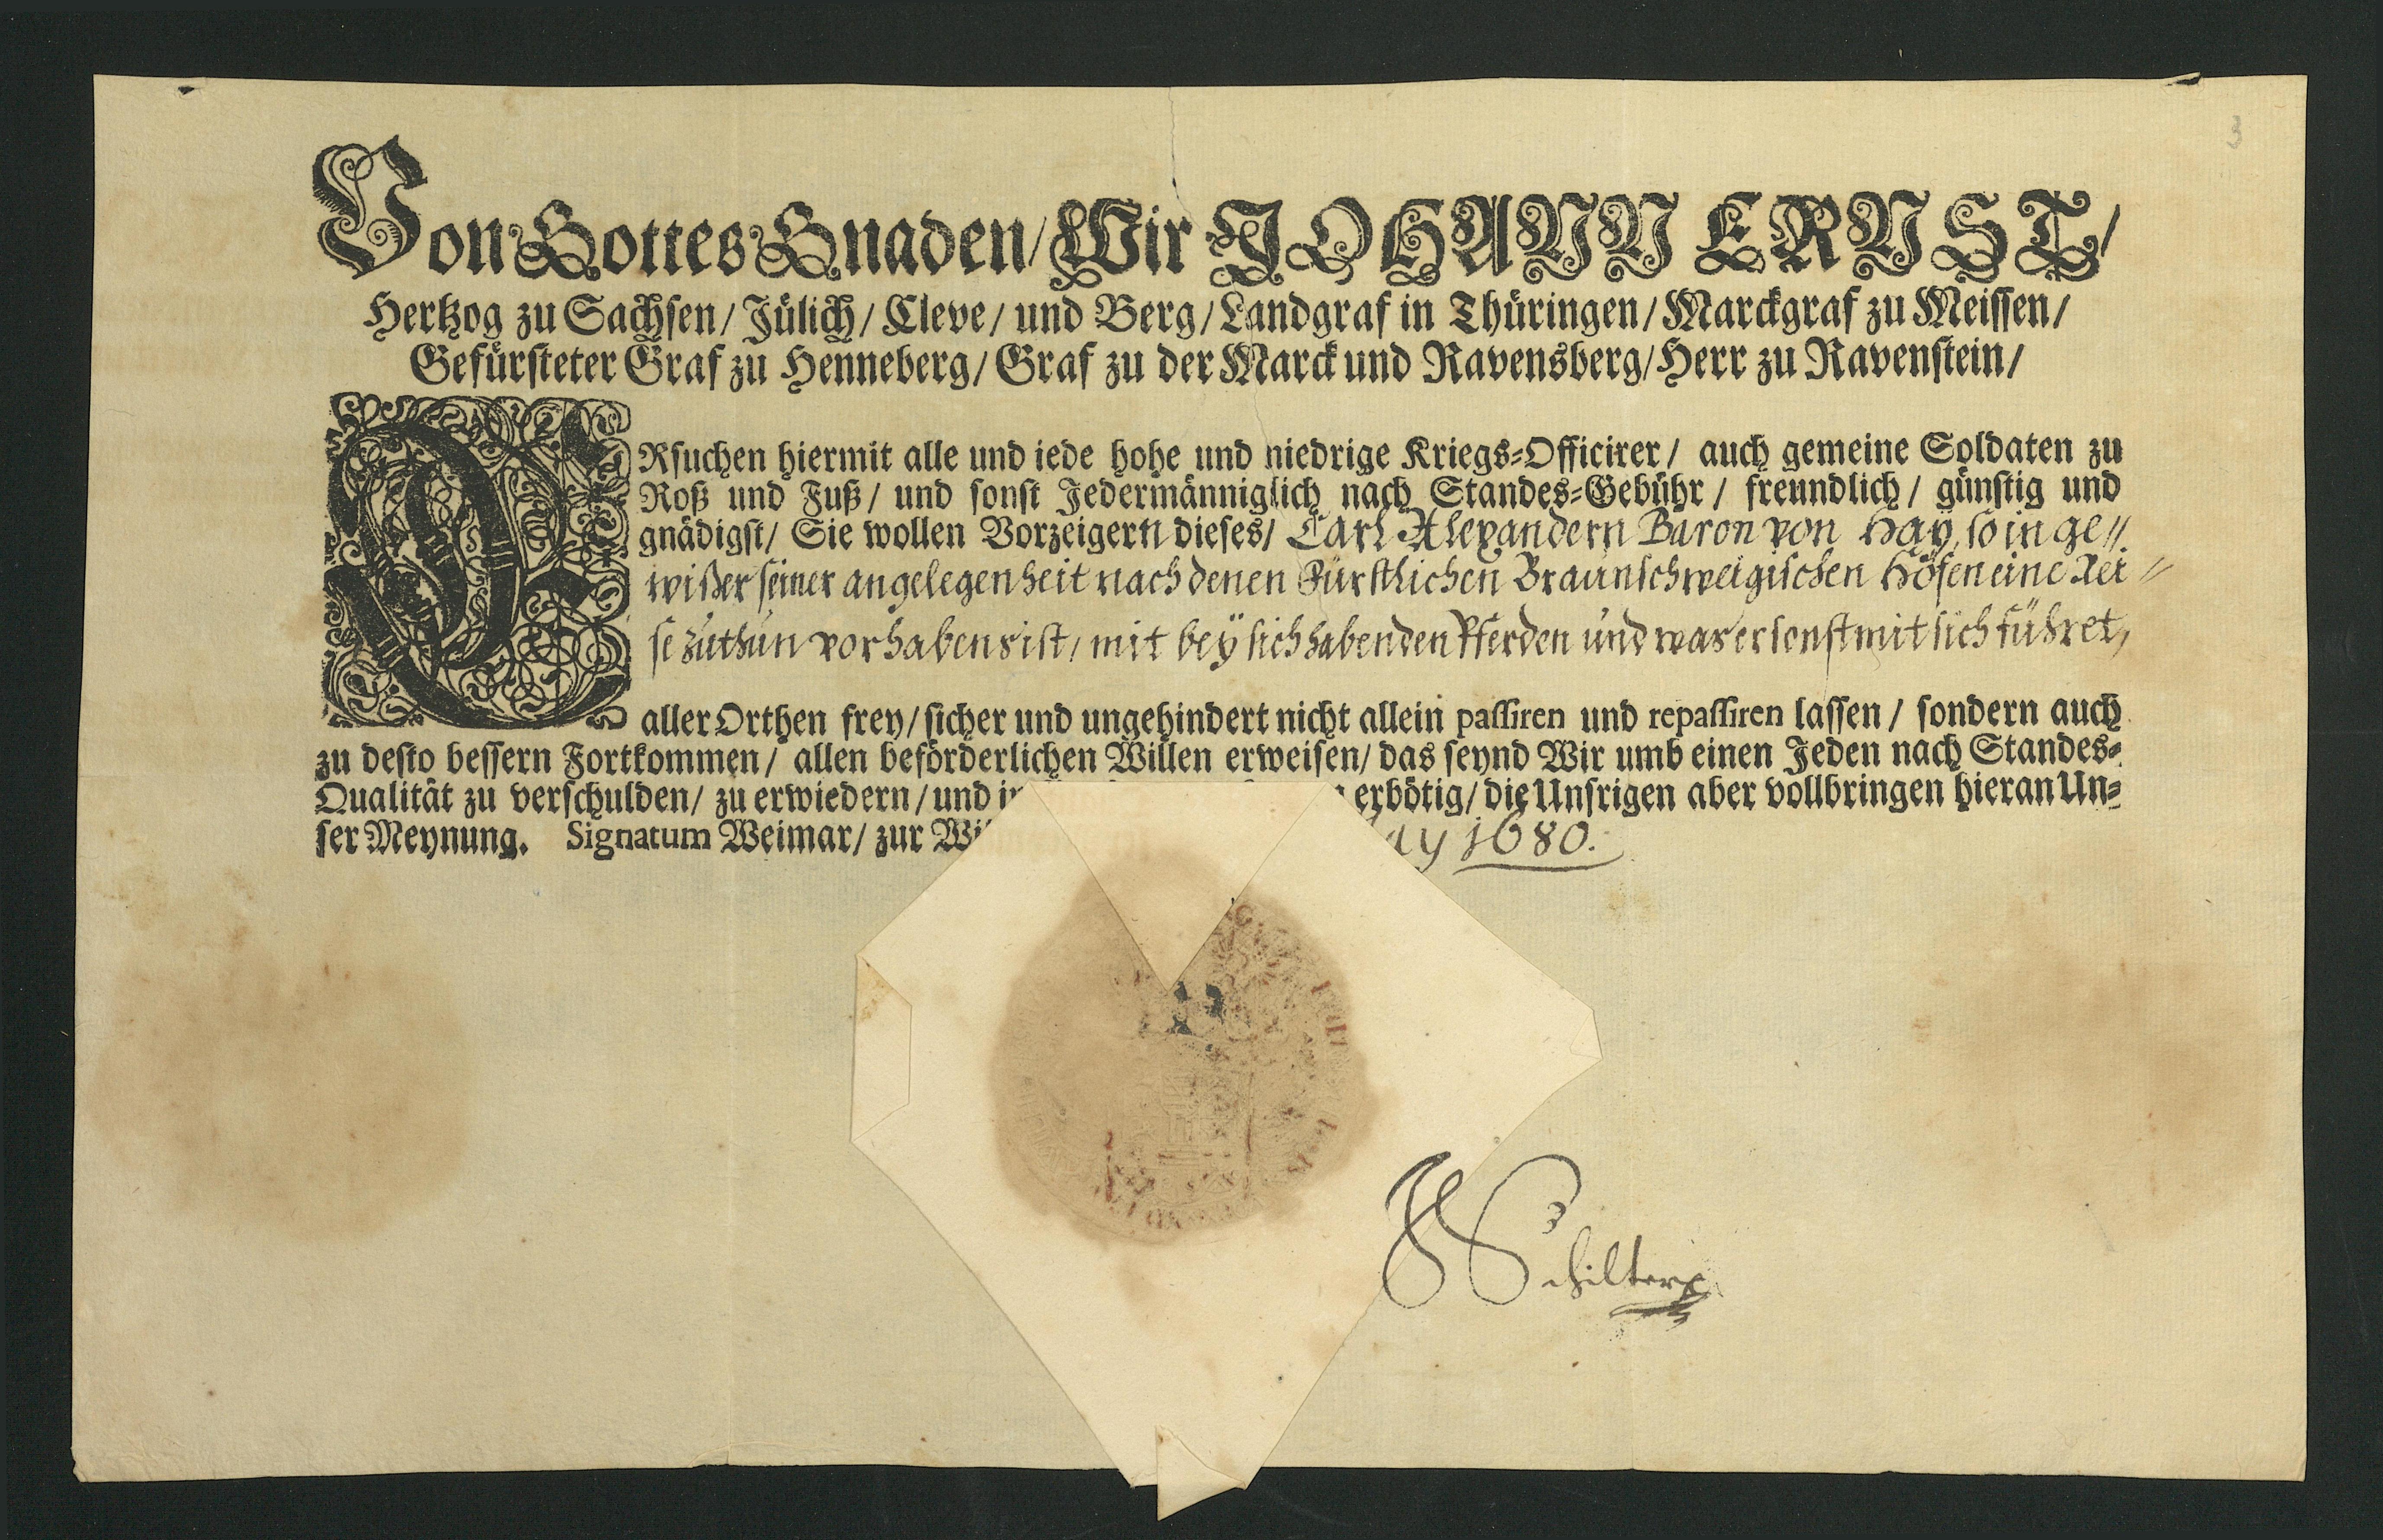 Von Gottes Gnaden/ Wir JOHANN ERNST/
Hertzog zu Sachsen/ Jülich/ Cleve/ und Berg/ Landgraf in Thüringen/ Marckgraf zu Meissen/
Gefürsteter Graf zu Henneberg/ Graf zu der Marck und Ravensberg/ Herr zu Ravenstein/
ERsuchen hiermit alle und iede hohe und niedrige Kriegs-Officirer/ auch gemeine Soldaten zu
Roß und Fuß/ und sonst Jedermänniglich nach Standes-Gebühr/ freundlich/ günstig und
gnädigst/ Sie wollen Vorzeigern dieses/ Carl Alexandern Baron von Haÿ, so in ge//
wißer seiner angelegenheit nach denen Fürstlichen Braunschweigischen Höfen eine Rei//
se zuthun vorhabens ist, mit beÿ sich habenden Pferden und was er sonst mit sich führet,
aller Orthen frey/ sicher und ungehindert nicht allein passiren und repassiren lassen/ sondern auch
zu desto bessern Fortkommen/ allen beförderlichen Willen erweisen/ das seynd Wir umb einen Jeden nach Standes-
Qualität zu verschulden/ zu erwiedern/ und erbötig/ die Unsrigen aber vollbringen hieran Un-
ser Meynung. Signatum Weimar/ zur 1680.
Schilter
3